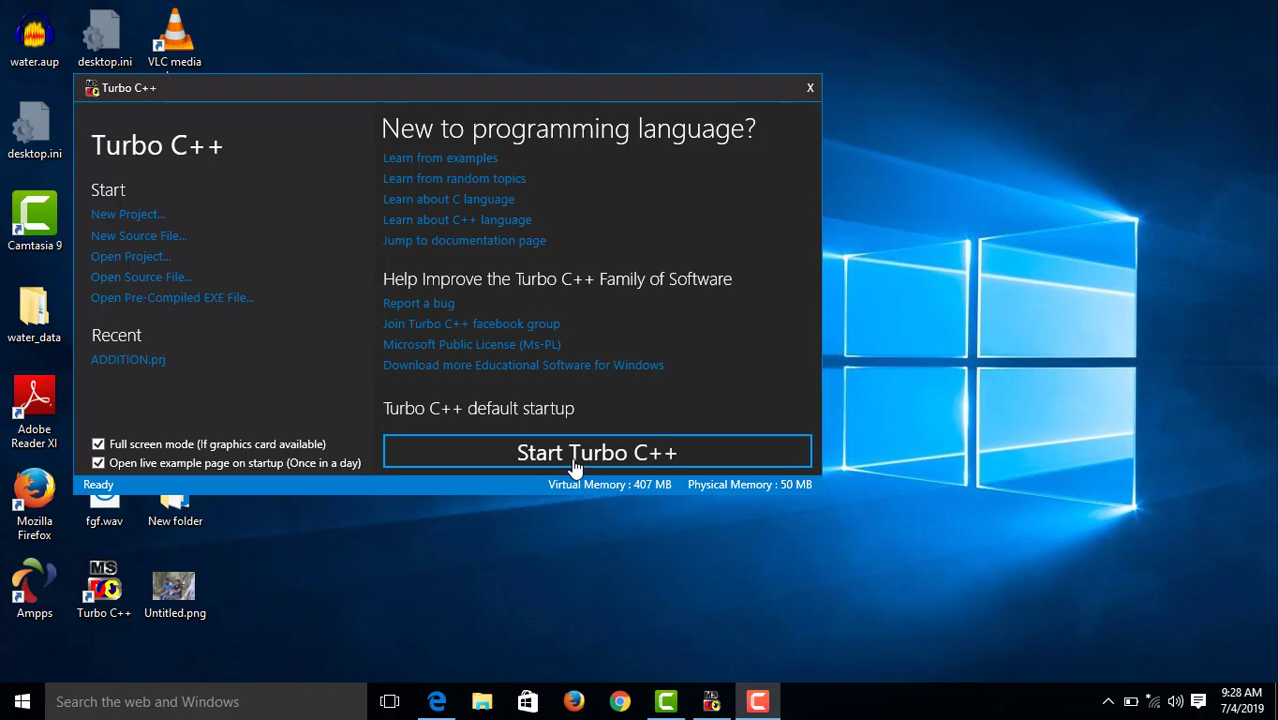 water.aup
desktop.ini
VLC media
desktop.ini
Camtasia 9
water_data
Adobe
Reader XI
Mozilla
Firefox
fgf.wav
New folder
Ampps
Turbo C++
Untitled.png
MS
Turbo C++
X
Turbo C++
Start
New Project...
New Source File...
Open Project...
Open Source File...
Open Pre-Compiled EXE File...
Recent
ADDITION.prj
Full screen mode (If graphics card available)
Open live example page on startup (Once in a day)
New to programming language?
Learn from examples
Learn from random topics
Learn about C language
Learn about C++ language
Jump to documentation page
Help Improve the Turbo C++ Family of Software
Report a bug
Join Turbo C++ facebook group
Microsoft Public License (Ms-PL)
Download more Educational Software for Windows
Turbo C++ default startup
Start Turbo C++
Ready
Virtual Memory : 407 MB
Physical Memory : 50 MB
Search the web and Windows
9:28 AM
7/4/2019